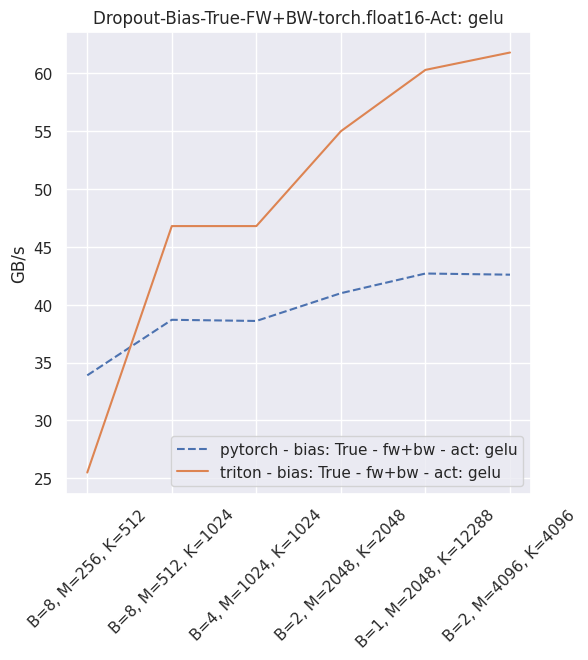 Dropout-Bias-True-FW+BW-torch.float16-Act: gelu
60
55
50
45
40
35
30
25
GB/s
pytorch - bias: True - fw+bw - act: gelu
triton - bias: True - fw+bw - act: gelu
B=8, M=256, K=512
B=8, M=512, K=1024
B=4, M=1024, K=1024
B=2, M=2048, K=2048
B=1, M=2048, K=12288
B=2, M=4096, K=4096